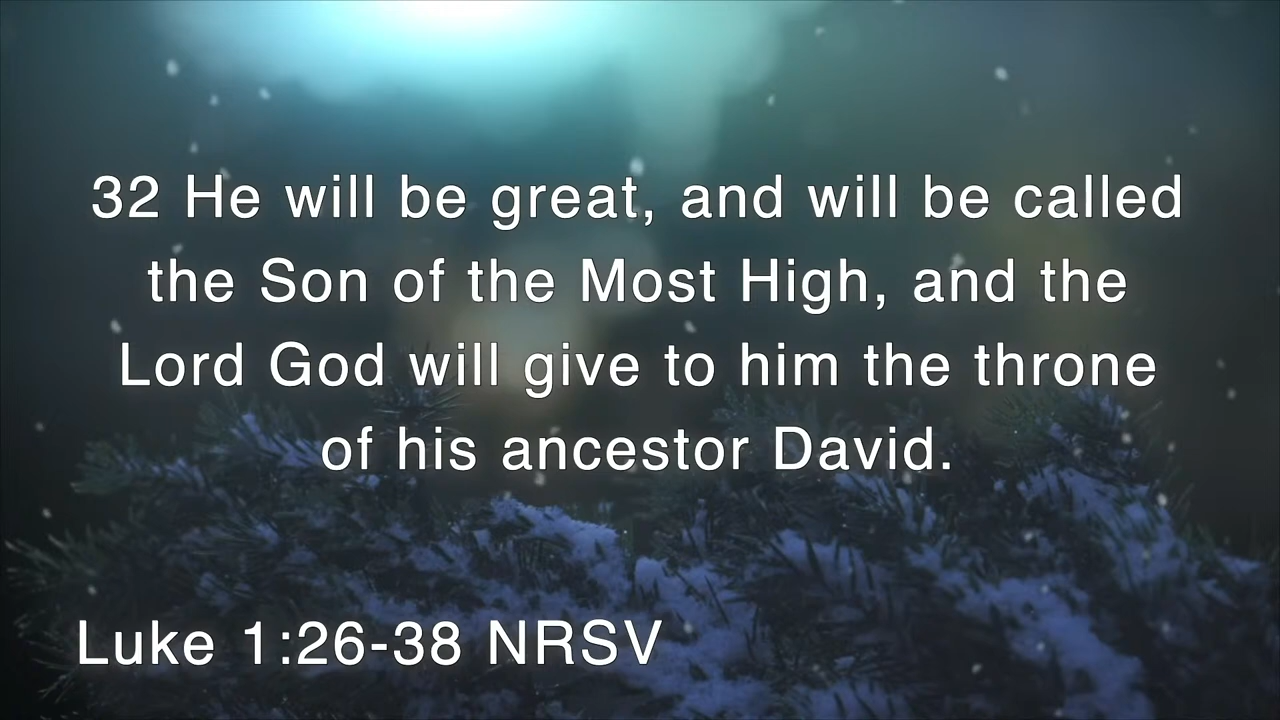 32 He will be great, and will be called
the Son of the Most High, and the
Lord God will give to him the throne
of his ancestor David.
Luke 1:26-38 NRSV